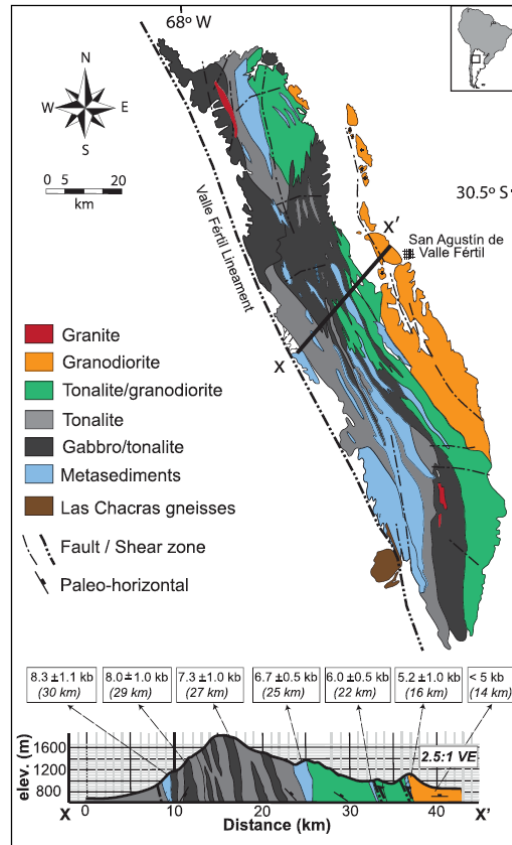 68º W
N
W E
S
0 5 20
km
30.5º S
Valle Fértil Lineament
X'
San Agustín de
Valle Fértil
X
Granite
Granodiorite
Tonalite/granodiorite
Tonalite
Gabbro/tonalite
Metasediments
Las Chacras gneisses
Fault / Shear zone
Paleo-horizontal
8.3 ±1.1 kb 8.0 ± 1.0 kb 7.3 ± 1.0 kb 6.7 ±0.5 kb 6.0 ±0.5 kb 5.2 ±1.0 kb < 5 kb
(30 km) (29 km) (27 km) (25 km) (22 km) (16 km) (14 km)
elev. (m)
1600
1200
800
2.5:1 VE
X 0 10 20 30 40 X'
Distance (km)